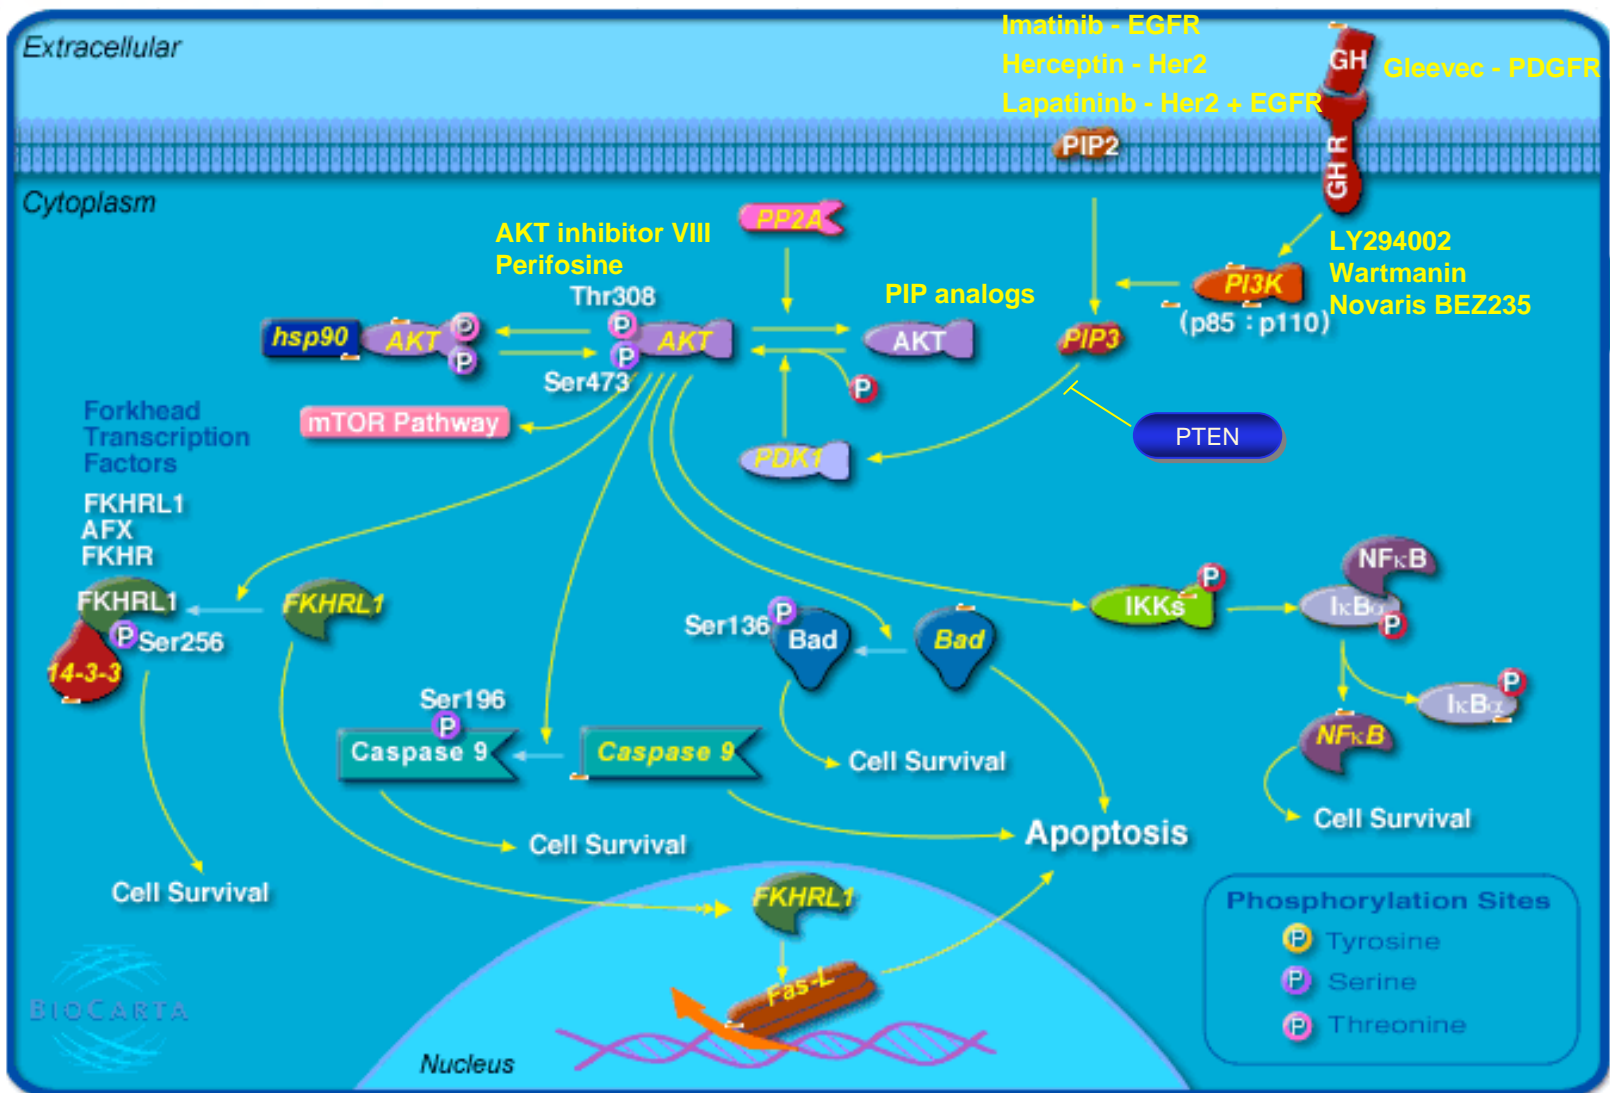 Extracellular
Imatinib - EGFR
Herceptin - Her2
Lapatininb - Her2 + EGFR
GH
Gleevec - PDGFR
PIP2
GH R
Cytoplasm
PP2A
AKT inhibitor VIII
Perifosine
LY294002
Wartmanin
Novaris BEZ235
PI3K
(p85 : p110)
PIP analogs
Thr308
hsp90
AKT
P
P
P
AKT
P
Ser473
AKT
P
PIP3
mTOR Pathway
PDK1
PTEN
Forkhead
Transcription
Factors
FKHRL1
AFX
FKHR
FKHRL1
P
Ser256
14-3-3
FKHRL1
Ser136
P
Bad
Bad
IKKs
P
NFκB
IκBα
P
IκBα
P
NFκB
Ser196
P
Caspase 9
Caspase 9
Cell Survival
Cell Survival
Apoptosis
Cell Survival
Cell Survival
FKHRL1
Fas-L
Nucleus
Phosphorylation Sites
P Tyrosine
P Serine
P Threonine
BIOCARTA